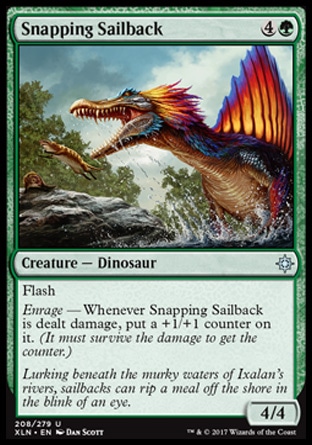 Snapping Sailback 4
Creature — Dinosaur
Flash
Enrage — Whenever Snapping Sailback
is dealt damage, put a +1/+1 counter on
it. (It must survive the damage to get the
counter.)
Lurking beneath the murky waters of Ixalan's
rivers, sailbacks can rip a meal off the shore in
the blink of an eye.
4/4
208/279 U
XLN • EN DAN SCOTT
™ & © 2017 Wizards of the Coast